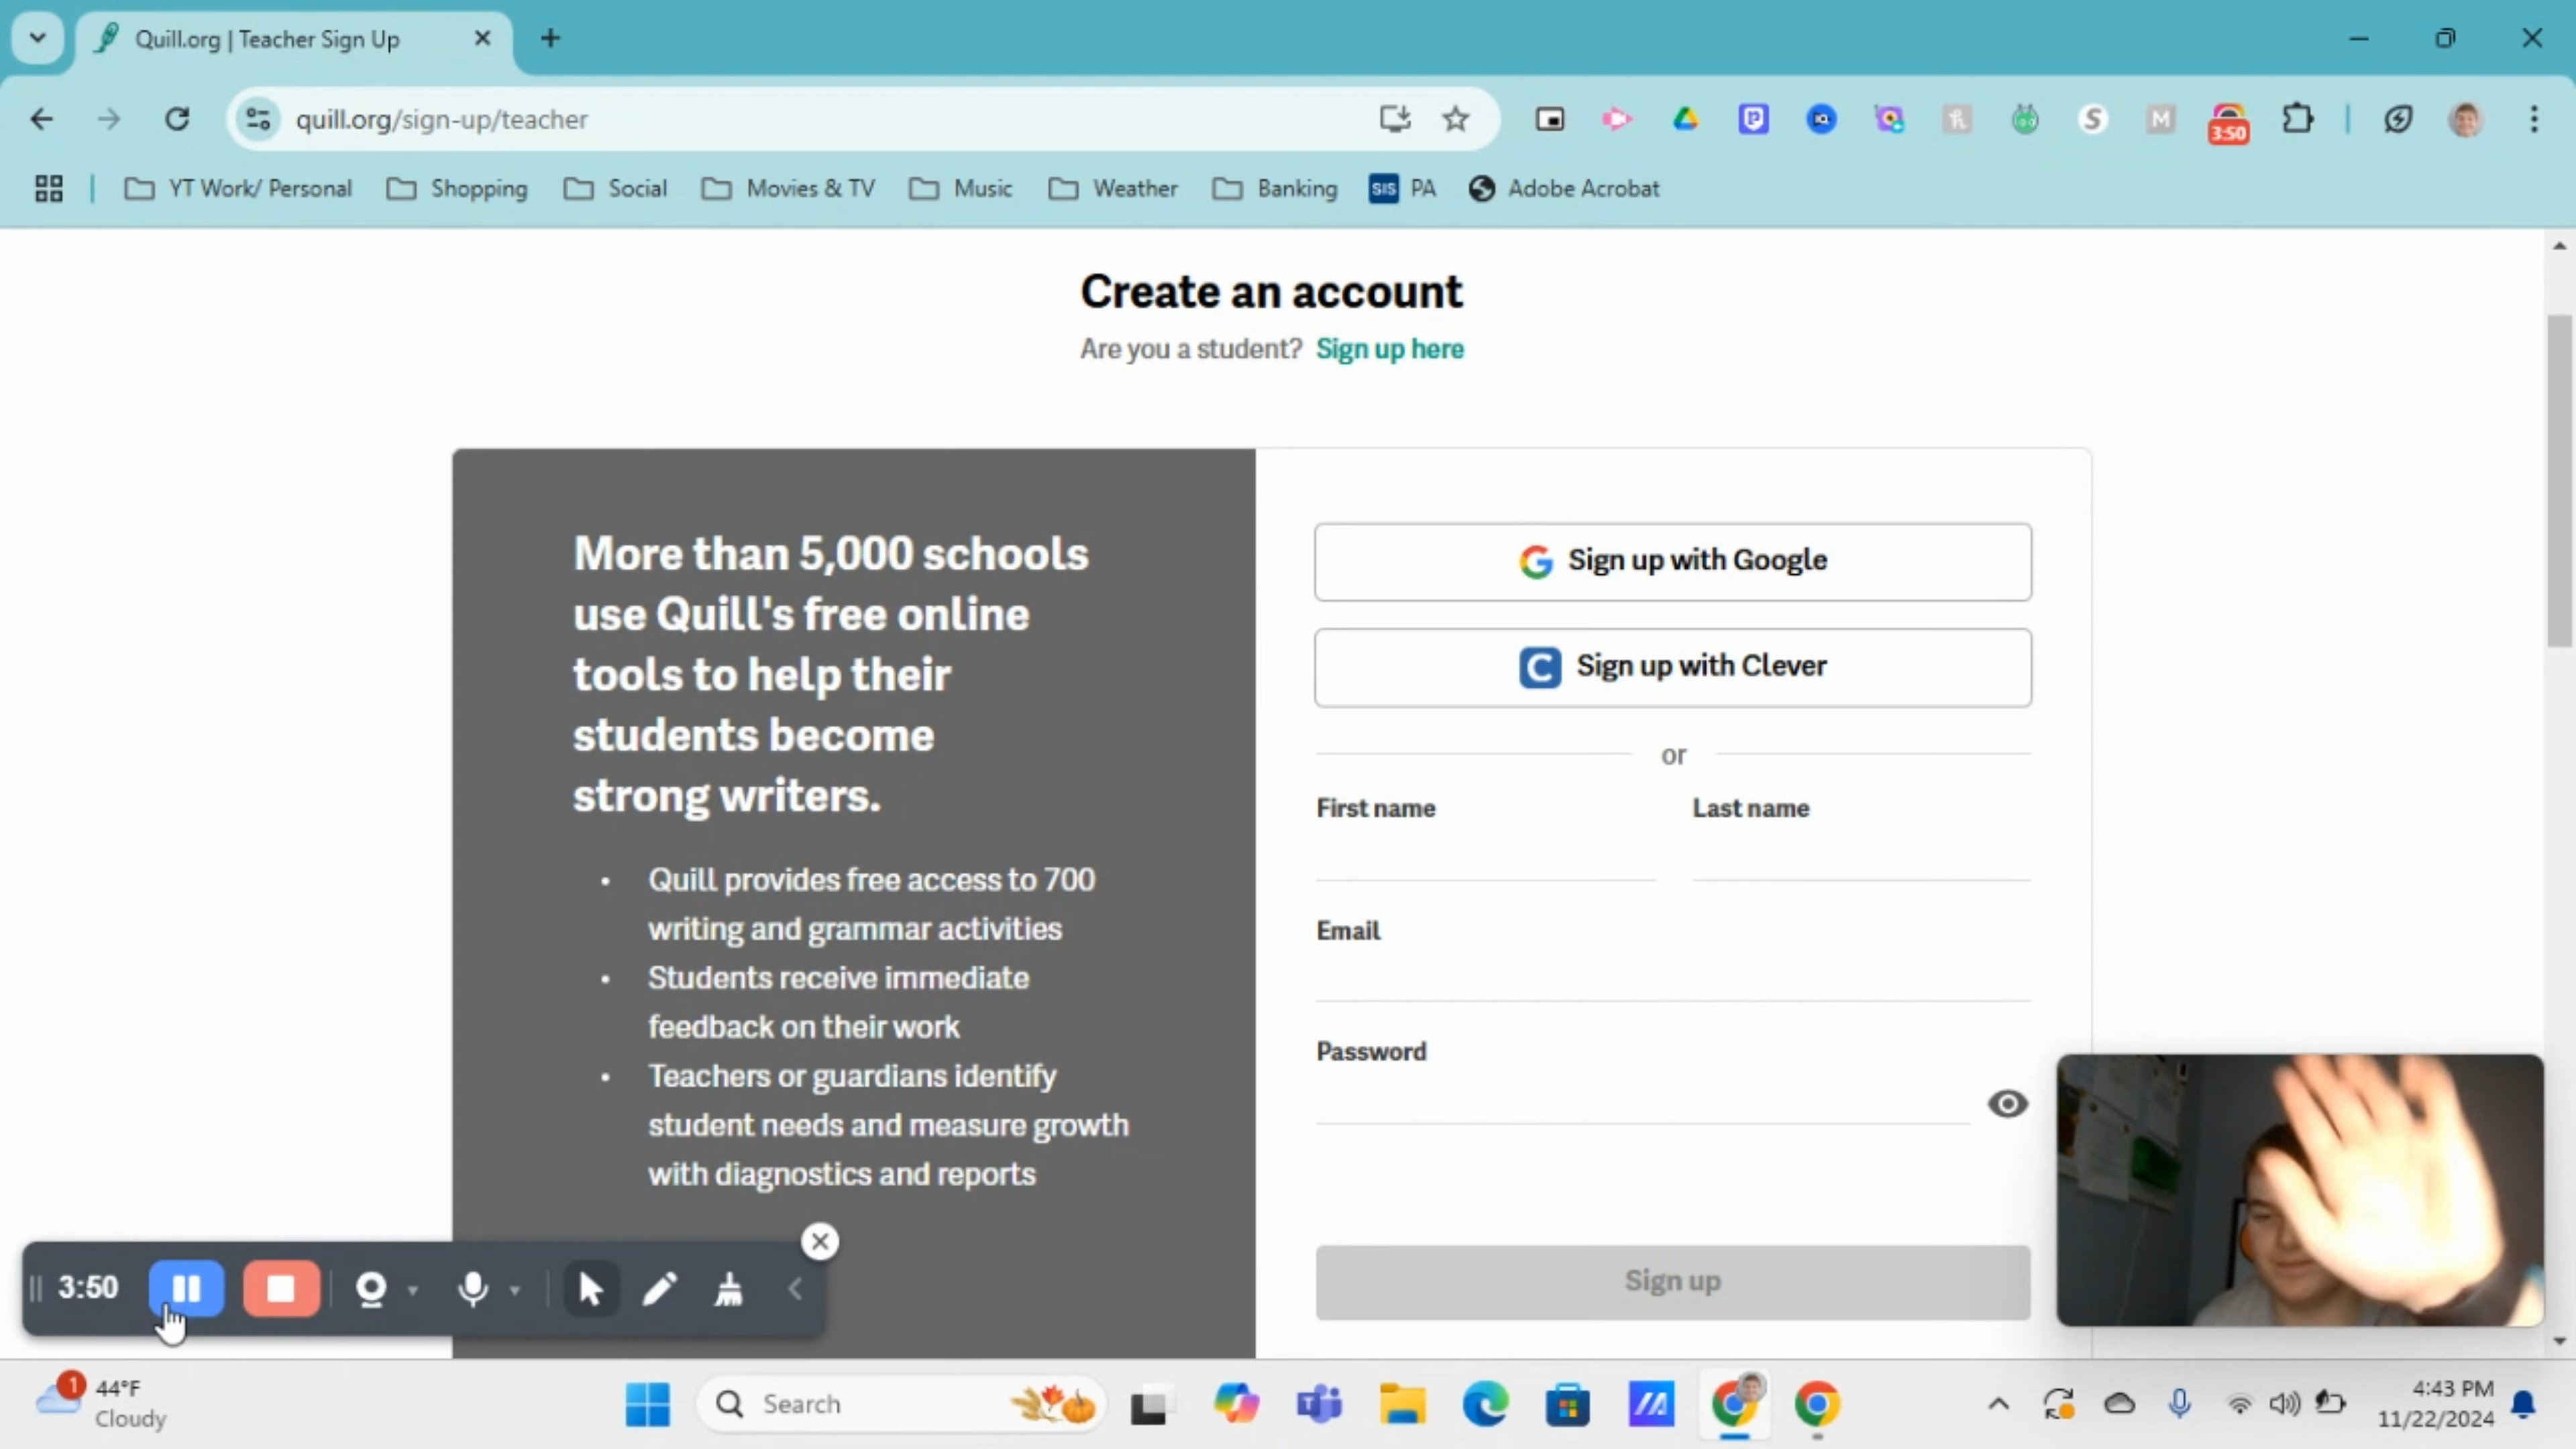 Quill.org | Teacher Sign Up
quill.org/sign-up/teacher
3:50
YT Work/ Personal
Shopping
Social
Movies & TV
Music
Weather
Banking
SIS PA
Adobe Acrobat
Create an account
Are you a student? Sign up here
More than 5,000 schools
use Quill's free online
tools to help their
students become
strong writers.
• Quill provides free access to 700
writing and grammar activities
• Students receive immediate
feedback on their work
• Teachers or guardians identify
student needs and measure growth
with diagnostics and reports
Sign up with Google
Sign up with Clever
or
First name
Last name
Email
Password
Sign up
3:50
1
44°F
Cloudy
Search
4:43 PM
11/22/2024